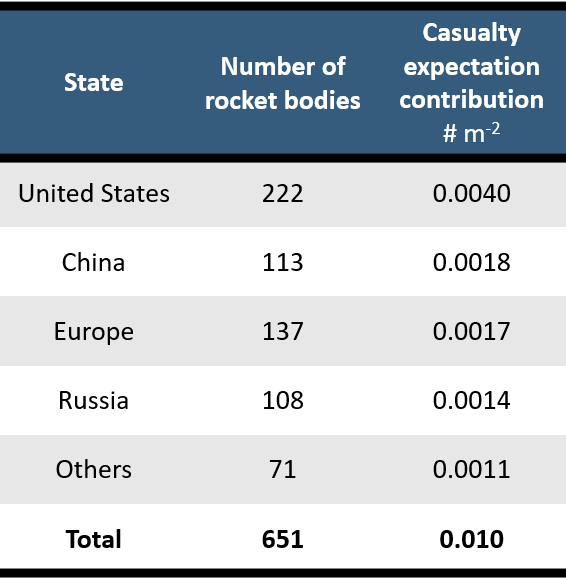 State Number of rocket bodies Casualty expectation contribution # m-2
United States 222 0.0040
China 113 0.0018
Europe 137 0.0017
Russia 108 0.0014
Others 71 0.0011
Total 651 0.010